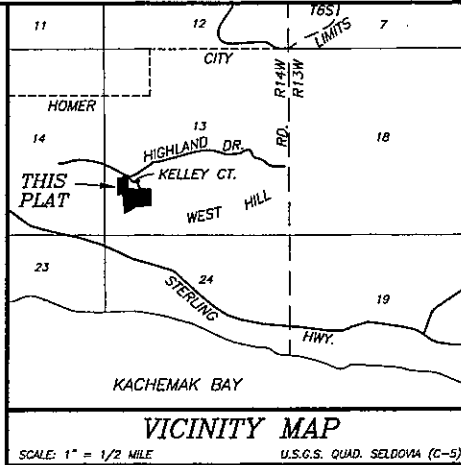 11 12 T6S 7
LIMITS
CITY
R14W R13W
HOMER
14 13 18
HIGHLAND DR. RD.
KELLEY CT.
THIS
PLAT
WEST HILL
23 24 19
STERLING
HWY.
KACHEMAK BAY
VICINITY MAP
SCALE: 1" = 1/2 MILE U.S.G.S. QUAD. SELDOVIA (C-5)